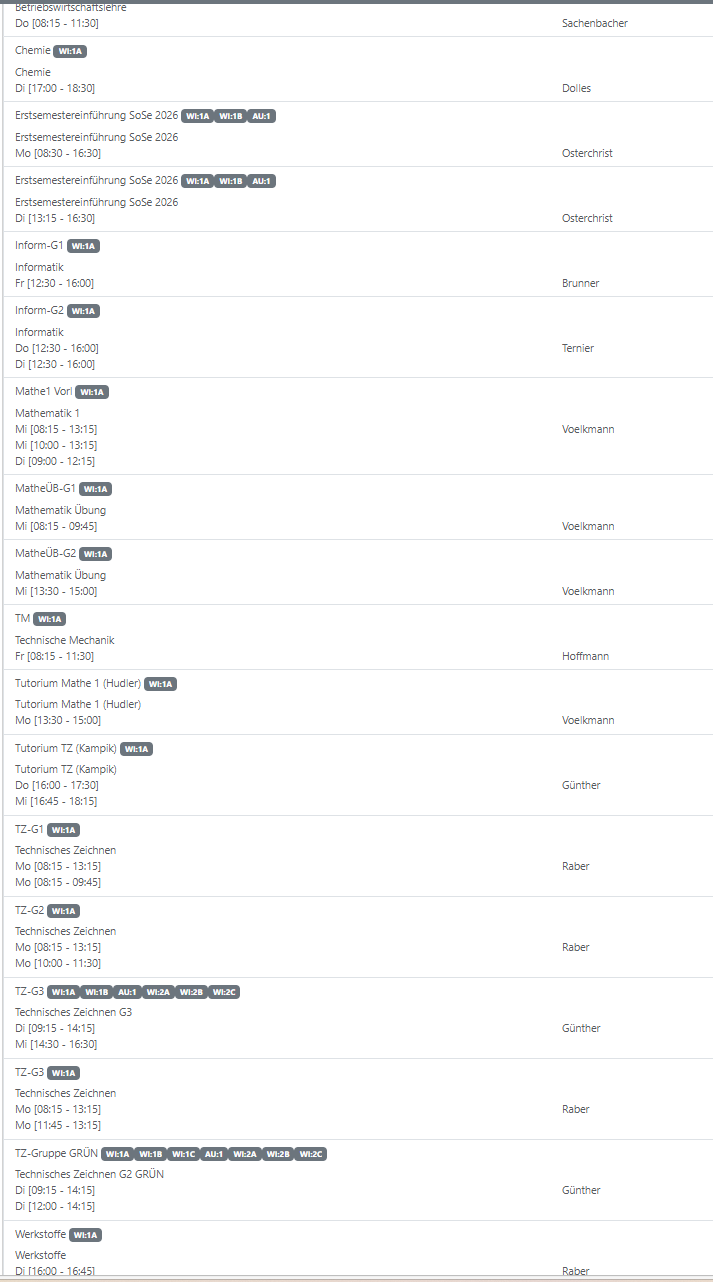 Betriebswirtschaftslehre
Do [08:15 - 11:30] Sachenbacher
Chemie WI:1A
Chemie
Di [17:00 - 18:30] Dolles
Erstsemestereinführung SoSe 2026 WI:1A WI:1B AU:1
Erstsemestereinführung SoSe 2026
Mo [08:30 - 16:30] Osterchrist
Erstsemestereinführung SoSe 2026 WI:1A WI:1B AU:1
Erstsemestereinführung SoSe 2026
Di [13:15 - 16:30] Osterchrist
Inform-G1 WI:1A
Informatik
Fr [12:30 - 16:00] Brunner
Inform-G2 WI:1A
Informatik
Do [12:30 - 16:00] Ternier
Di [12:30 - 16:00]
Mathe1 Vorl WI:1A
Mathematik 1
Mi [08:15 - 13:15] Voelkmann
Mi [10:00 - 13:15]
Di [09:00 - 12:15]
MatheÜB-G1 WI:1A
Mathematik Übung
Mi [08:15 - 09:45] Voelkmann
MatheÜB-G2 WI:1A
Mathematik Übung
Mi [13:30 - 15:00] Voelkmann
TM WI:1A
Technische Mechanik
Fr [08:15 - 11:30] Hoffmann
Tutorium Mathe 1 (Hudler) WI:1A
Tutorium Mathe 1 (Hudler)
Mo [13:30 - 15:00] Voelkmann
Tutorium TZ (Kampik) WI:1A
Tutorium TZ (Kampik)
Do [16:00 - 17:30] Günther
Mi [16:45 - 18:15]
TZ-G1 WI:1A
Technisches Zeichnen
Mo [08:15 - 13:15] Raber
Mo [08:15 - 09:45]
TZ-G2 WI:1A
Technisches Zeichnen
Mo [08:15 - 13:15] Raber
Mo [10:00 - 11:30]
TZ-G3 WI:1A WI:1B AU:1 WI:2A WI:2B WI:2C
Technisches Zeichnen G3
Di [09:15 - 14:15] Günther
Mi [14:30 - 16:30]
TZ-G3 WI:1A
Technisches Zeichnen
Mo [08:15 - 13:15] Raber
Mo [11:45 - 13:15]
TZ-Gruppe GRÜN WI:1A WI:1B WI:1C AU:1 WI:2A WI:2B WI:2C
Technisches Zeichnen G2 GRÜN
Di [09:15 - 14:15] Günther
Di [12:00 - 14:15]
Werkstoffe WI:1A
Werkstoffe
Di [16:00 - 16:45] Raber